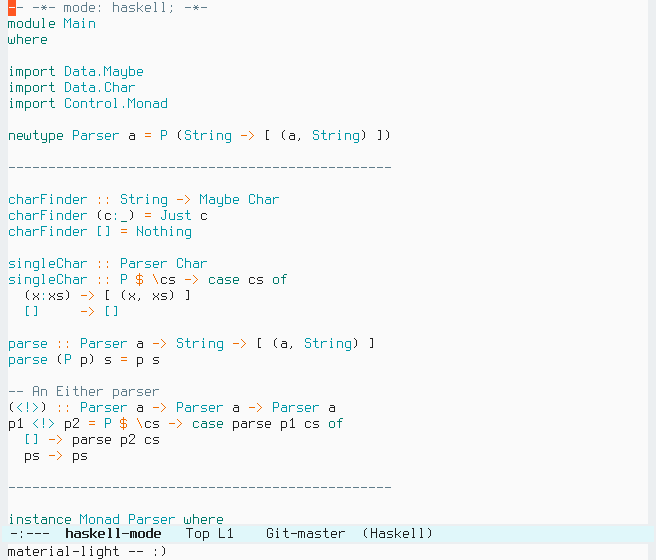 -- -*- mode: haskell; -*-
module Main
where
import Data.Maybe
import Data.Char
import Control.Monad
newtype Parser a = P (String -> [ (a, String) ])
------------------------------------------------
charFinder :: String -> Maybe Char
charFinder (c:_) = Just c
charFinder [] = Nothing
singleChar :: Parser Char
singleChar :: P $ \cs -> case cs of
  (x:xs) -> [ (x, xs) ]
  []     -> []
parse :: Parser a -> String -> [ (a, String) ]
parse (P p) s = p s
-- An Either parser
(<!>) :: Parser a -> Parser a -> Parser a
p1 <!> p2 = P $ \cs -> case parse p1 cs of
  [] -> parse p2 cs
  ps -> ps
------------------------------------------------
instance Monad Parser where
-:---  haskell-mode   Top L1    Git-master  (Haskell)
material-light -- :)